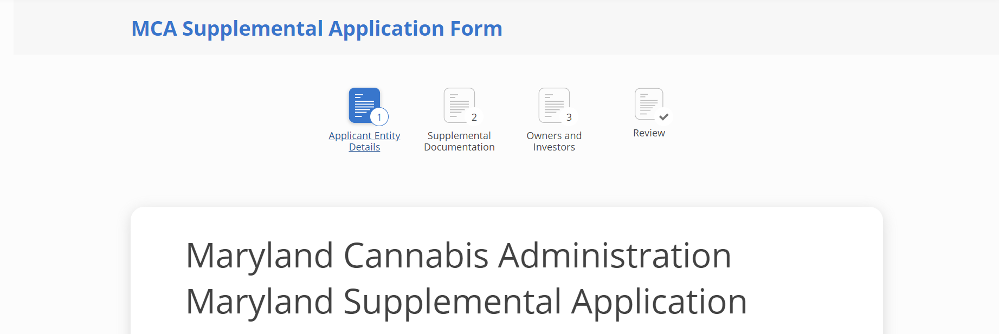 MCA Supplemental Application Form
1
Applicant Entity
Details
2
Supplemental
Documentation
3
Owners and
Investors
Review
Maryland Cannabis Administration
Maryland Supplemental Application